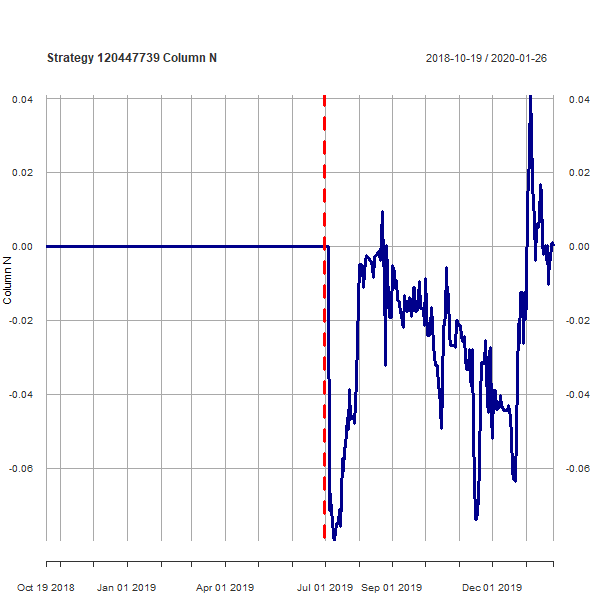 Strategy 120447739 Column N
2018-10-19 / 2020-01-26
0.04 0.04
0.02 0.02
0.00 0.00
Column N
-0.02 -0.02
-0.04 -0.04
-0.06 -0.06
Oct 19 2018 Jan 01 2019 Apr 01 2019 Jul 01 2019 Sep 01 2019 Dec 01 2019